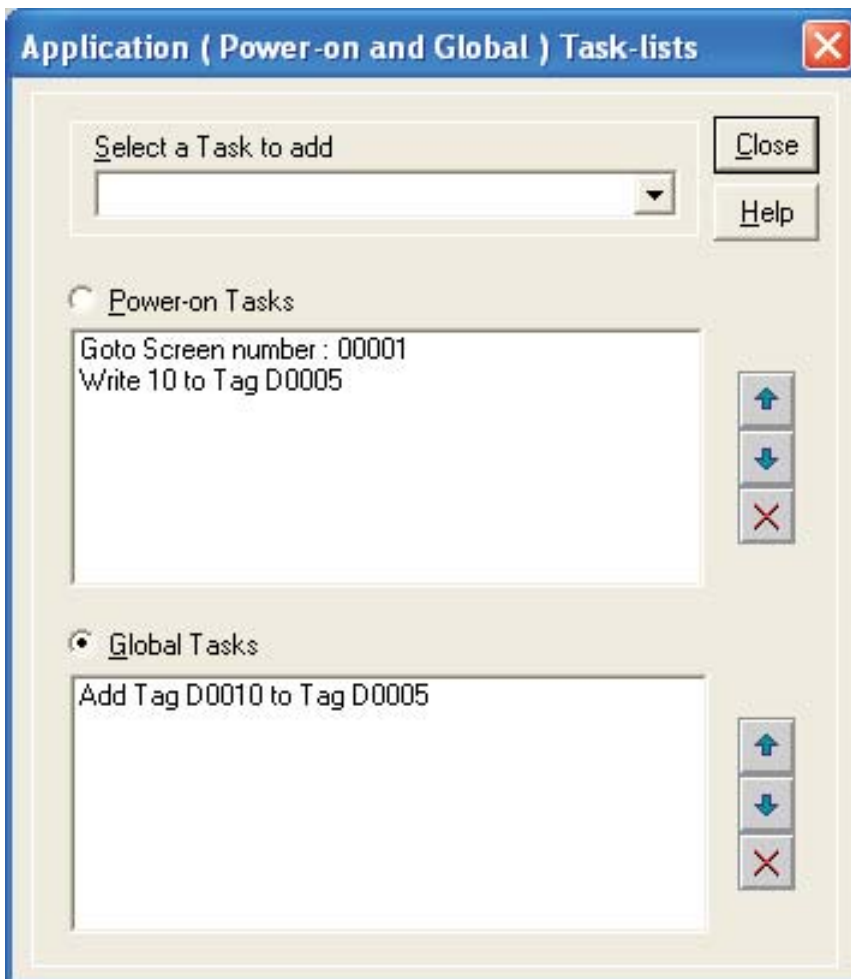 Application ( Power-on and Global ) Task-lists
Select a Task to add
Close
Help
Power-on Tasks
Goto Screen number : 00001
Write 10 to Tag D0005
Global Tasks
Add Tag D0010 to Tag D0005